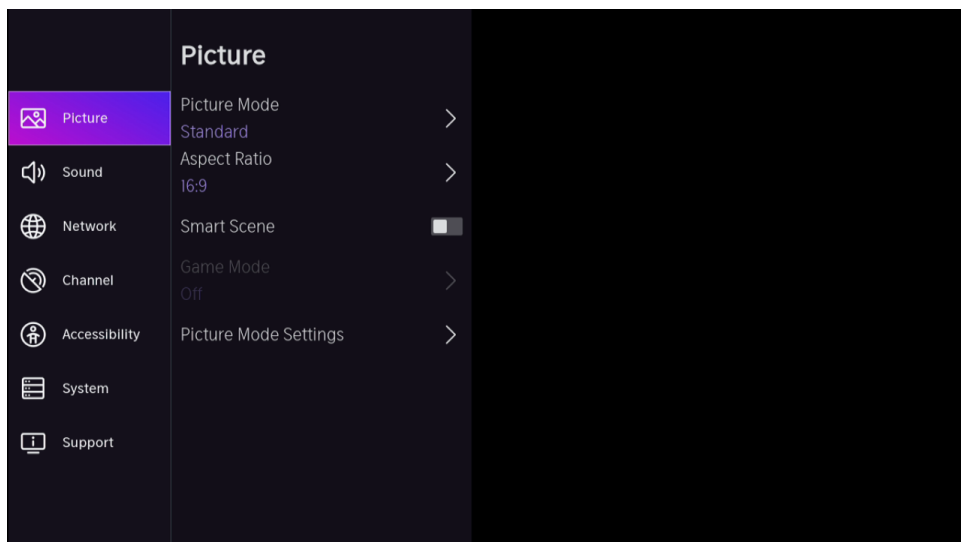 Picture
Sound
Network
Channel
Accessibility
System
Support
Picture
Picture Mode
Standard
Aspect Ratio
16:9
Smart Scene
Game Mode
Off
Picture Mode Settings